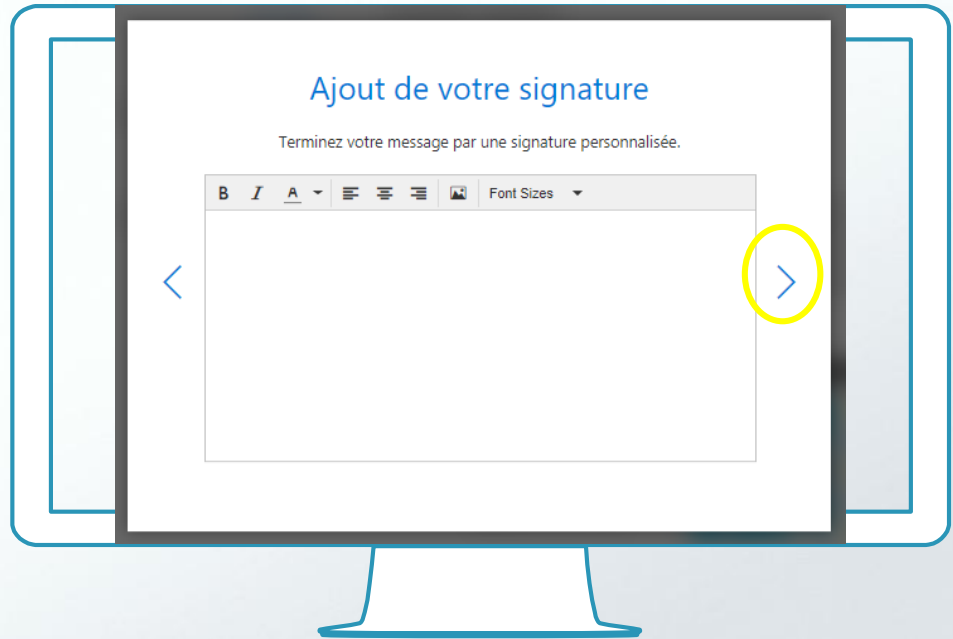 Ajout de votre signature
Terminez votre message par une signature personnalisée.
B I A Font Sizes